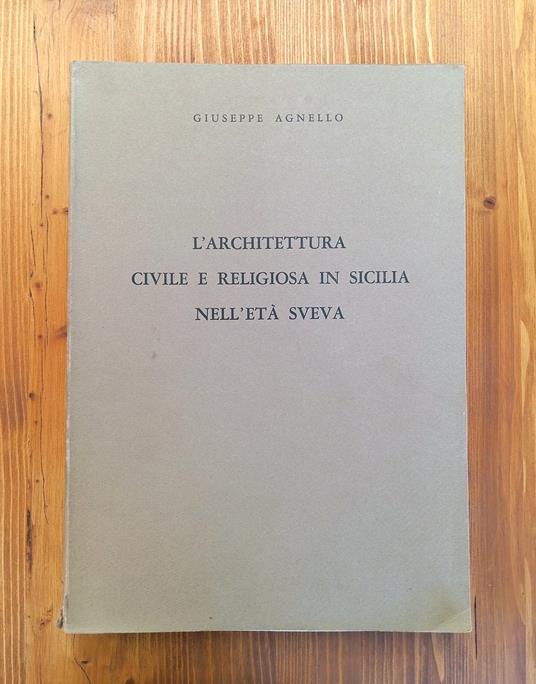 GIUSEPPE AGNELLO
L'ARCHITETTURA
CIVILE E RELIGIOSA IN SICILIA
NELL'ETÀ SVEVA